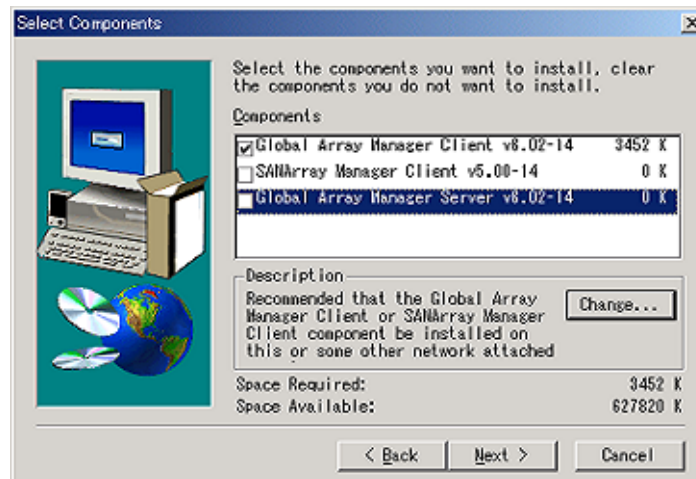 Select Components
Select the components you want to install, clear
the components you do not want to install.
Components
Global Array Manager Client v6.02-14 3452 K
SANArray Manager Client v5.00-14 0 K
Global Array Manager Server v6.02-14 0 K
Description
Recommended that the Global Array
Manager Client or SANArray Manager
Client component be installed on
this or some other network attached
Change...
Space Required: 3452 K
Space Available: 627820 K
< Back
Next >
Cancel